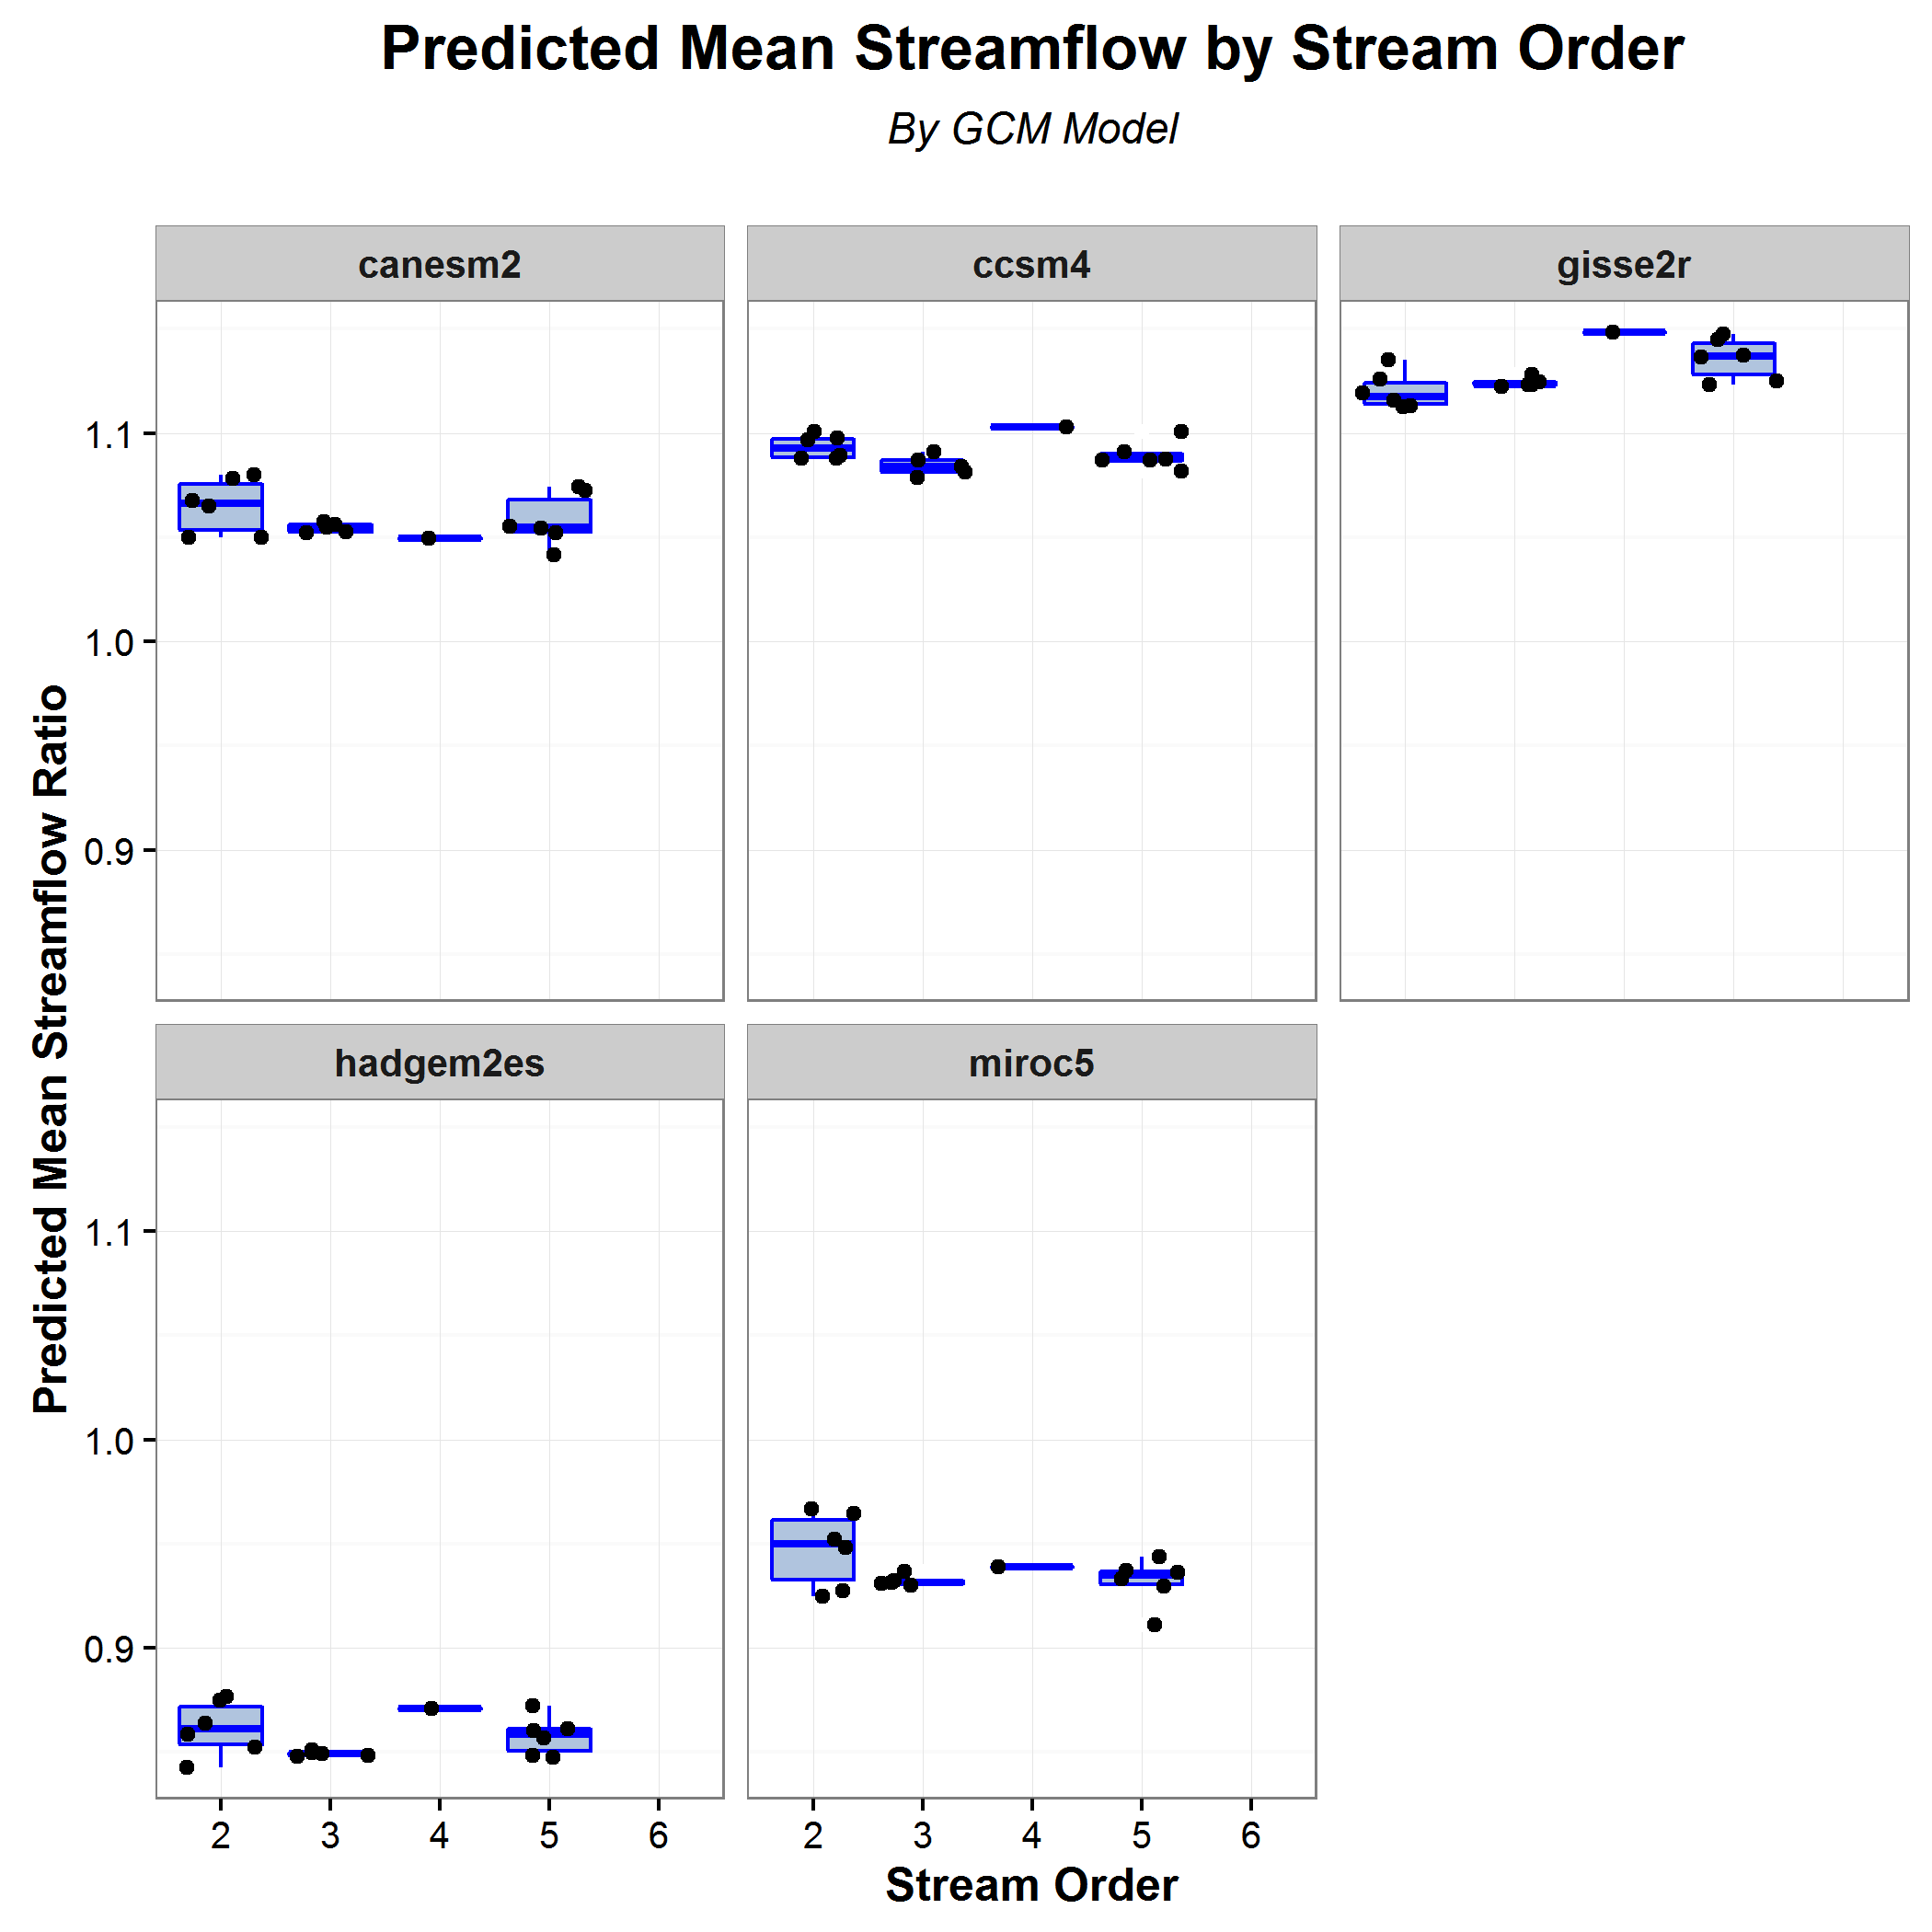 Predicted Mean Streamflow by Stream Order
By GCM Model
canesm2
ccsm4
gisse2r
1.1
1.0
0.9
Predicted Mean Streamflow Ratio
hadgem2es
miroc5
1.1
1.0
0.9
2 3 4 5 6
2 3 4 5 6
Stream Order